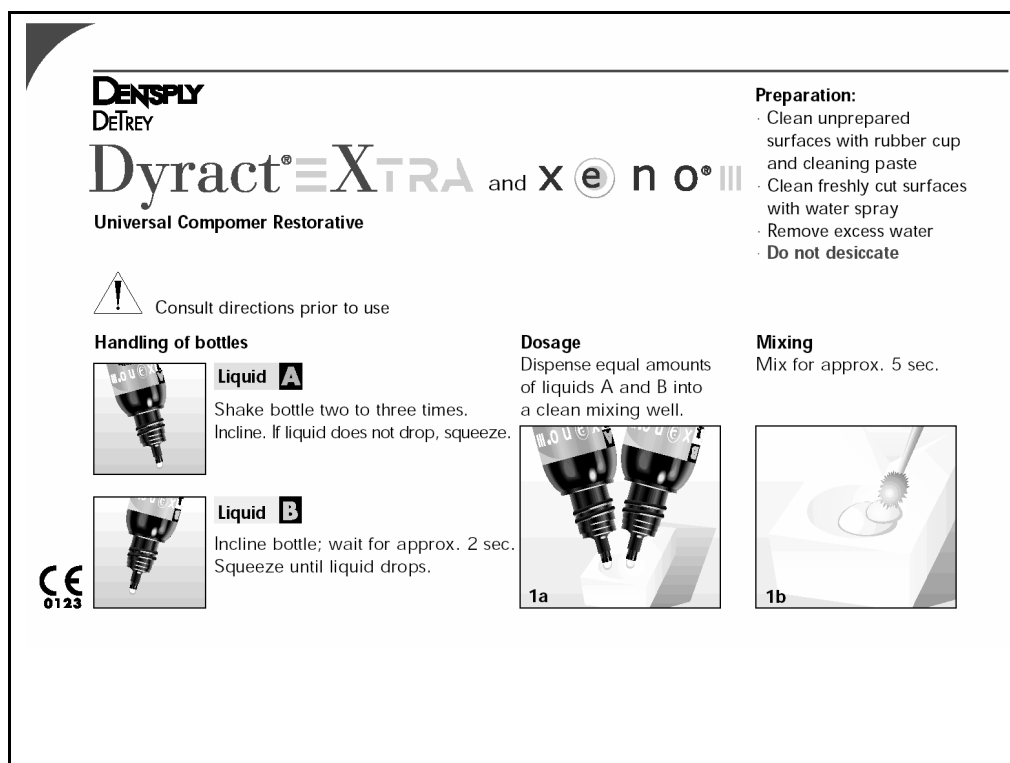 DENSPLY
DETREY
Dyract® EXTRA and xeno® III
Universal Compomer Restorative
Preparation:
· Clean unprepared
surfaces with rubber cup
and cleaning paste
· Clean freshly cut surfaces
with water spray
· Remove excess water
· Do not desiccate
! Consult directions prior to use
Handling of bottles
Liquid A
Shake bottle two to three times.
Incline. If liquid does not drop, squeeze.
Liquid B
Incline bottle; wait for approx. 2 sec.
Squeeze until liquid drops.
CE
0123
Dosage
Dispense equal amounts
of liquids A and B into
a clean mixing well.
1a
Mixing
Mix for approx. 5 sec.
1b